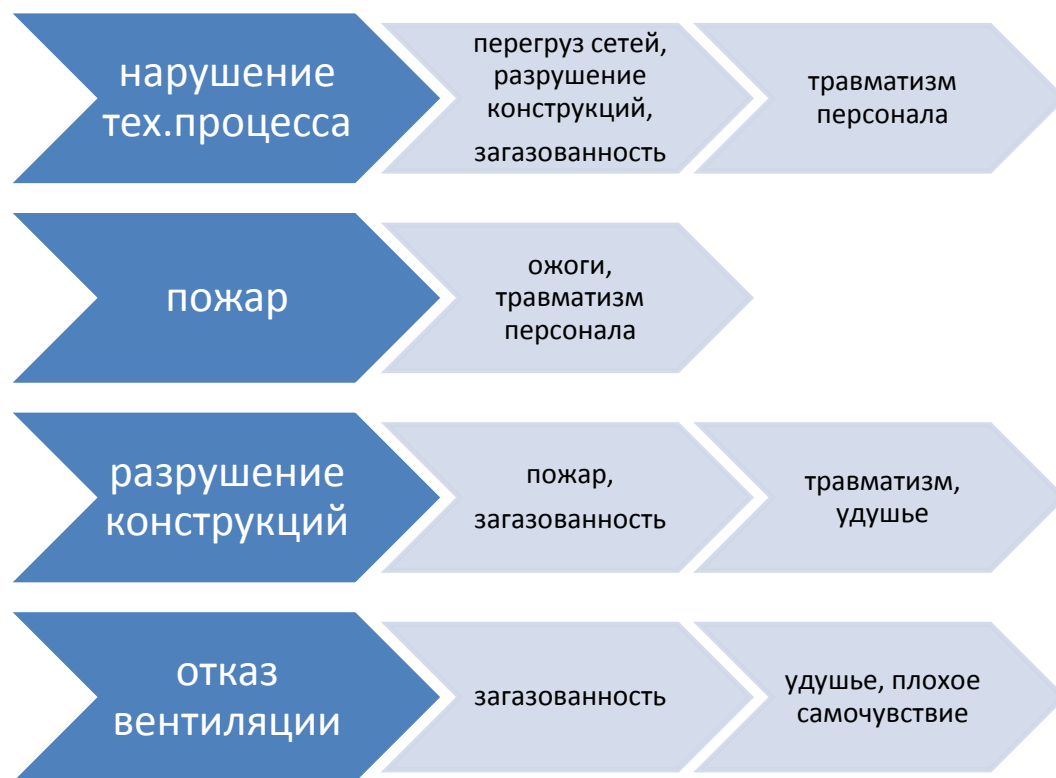 нарушение
тех.процесса
перегруз сетей,
разрушение
конструкций,
загазованность
травматизм
персонала
пожар
ожоги,
травматизм
персонала
разрушение
конструкций
пожар,
загазованность
травматизм,
удушье
отказ
вентиляции
загазованность
удушье, плохое
самочувствие